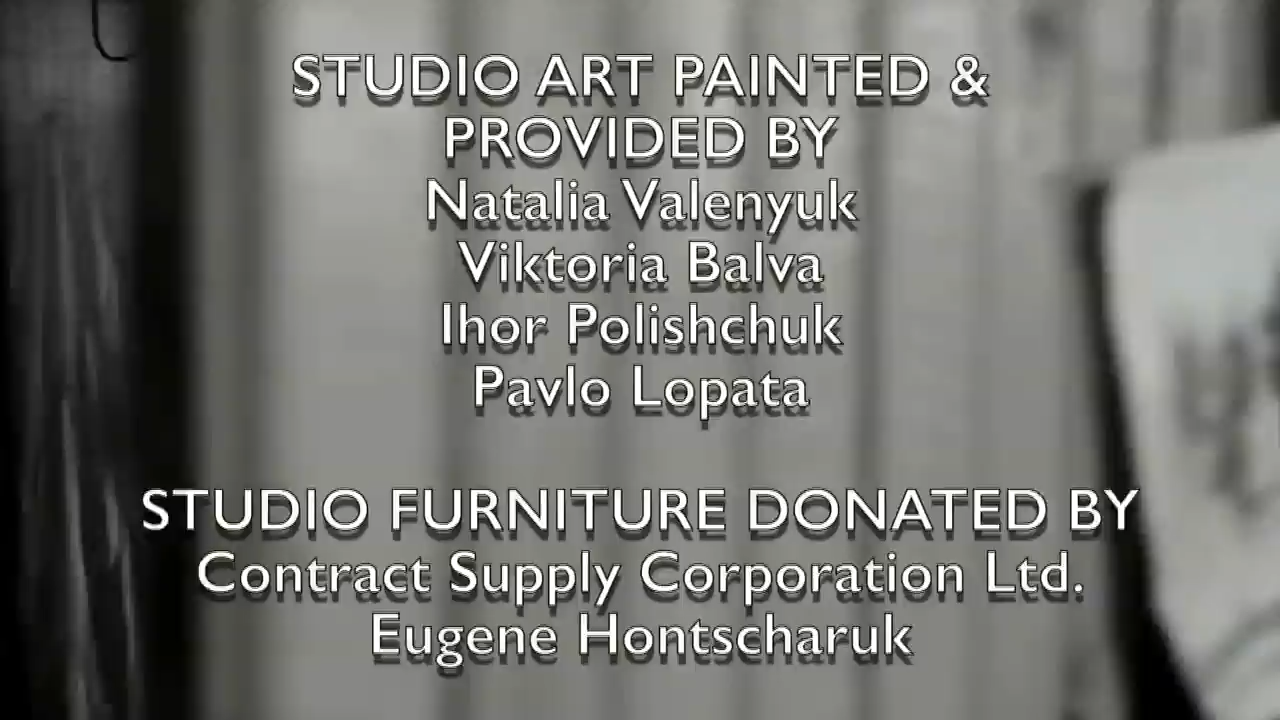 STUDIO ART PAINTED &
PROVIDED BY
Natalia Valenyuk
Viktoria Balva
Ihor Polishchuk
Pavlo Lopata
STUDIO FURNITURE DONATED BY
Contract Supply Corporation Ltd.
Eugene Hontscharuk